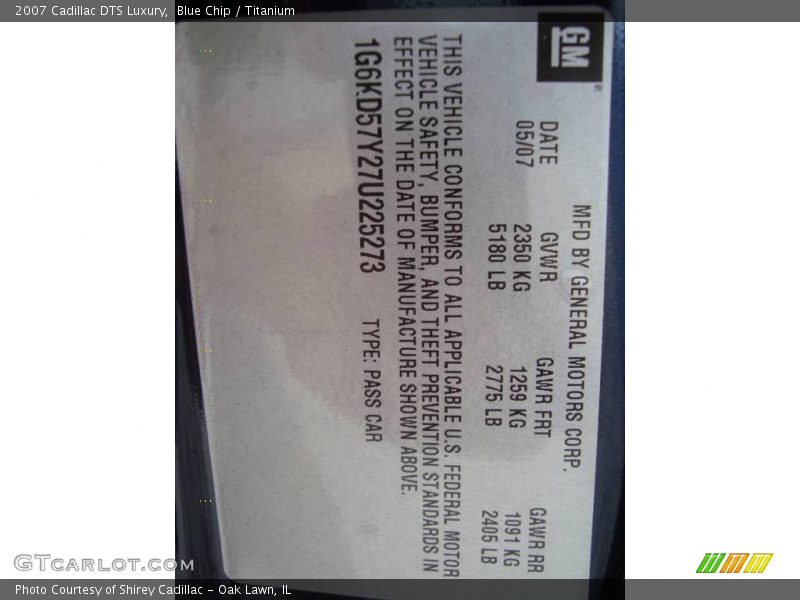 2007 Cadillac DTS Luxury, Blue Chip / Titanium
GM
®
MFD BY GENERAL MOTORS CORP.
DATE GVWR GAWR FRT GAWR RR
05/07 2350 KG 1259 KG 1091 KG
5180 LB 2775 LB 2405 LB
THIS VEHICLE CONFORMS TO ALL APPLICABLE U.S. FEDERAL MOTOR
VEHICLE SAFETY, BUMPER, AND THEFT PREVENTION STANDARDS IN
EFFECT ON THE DATE OF MANUFACTURE SHOWN ABOVE.
1G6KD57Y27U225273 TYPE: PASS CAR
GTcarlot.com
Photo Courtesy of Shirey Cadillac - Oak Lawn, IL